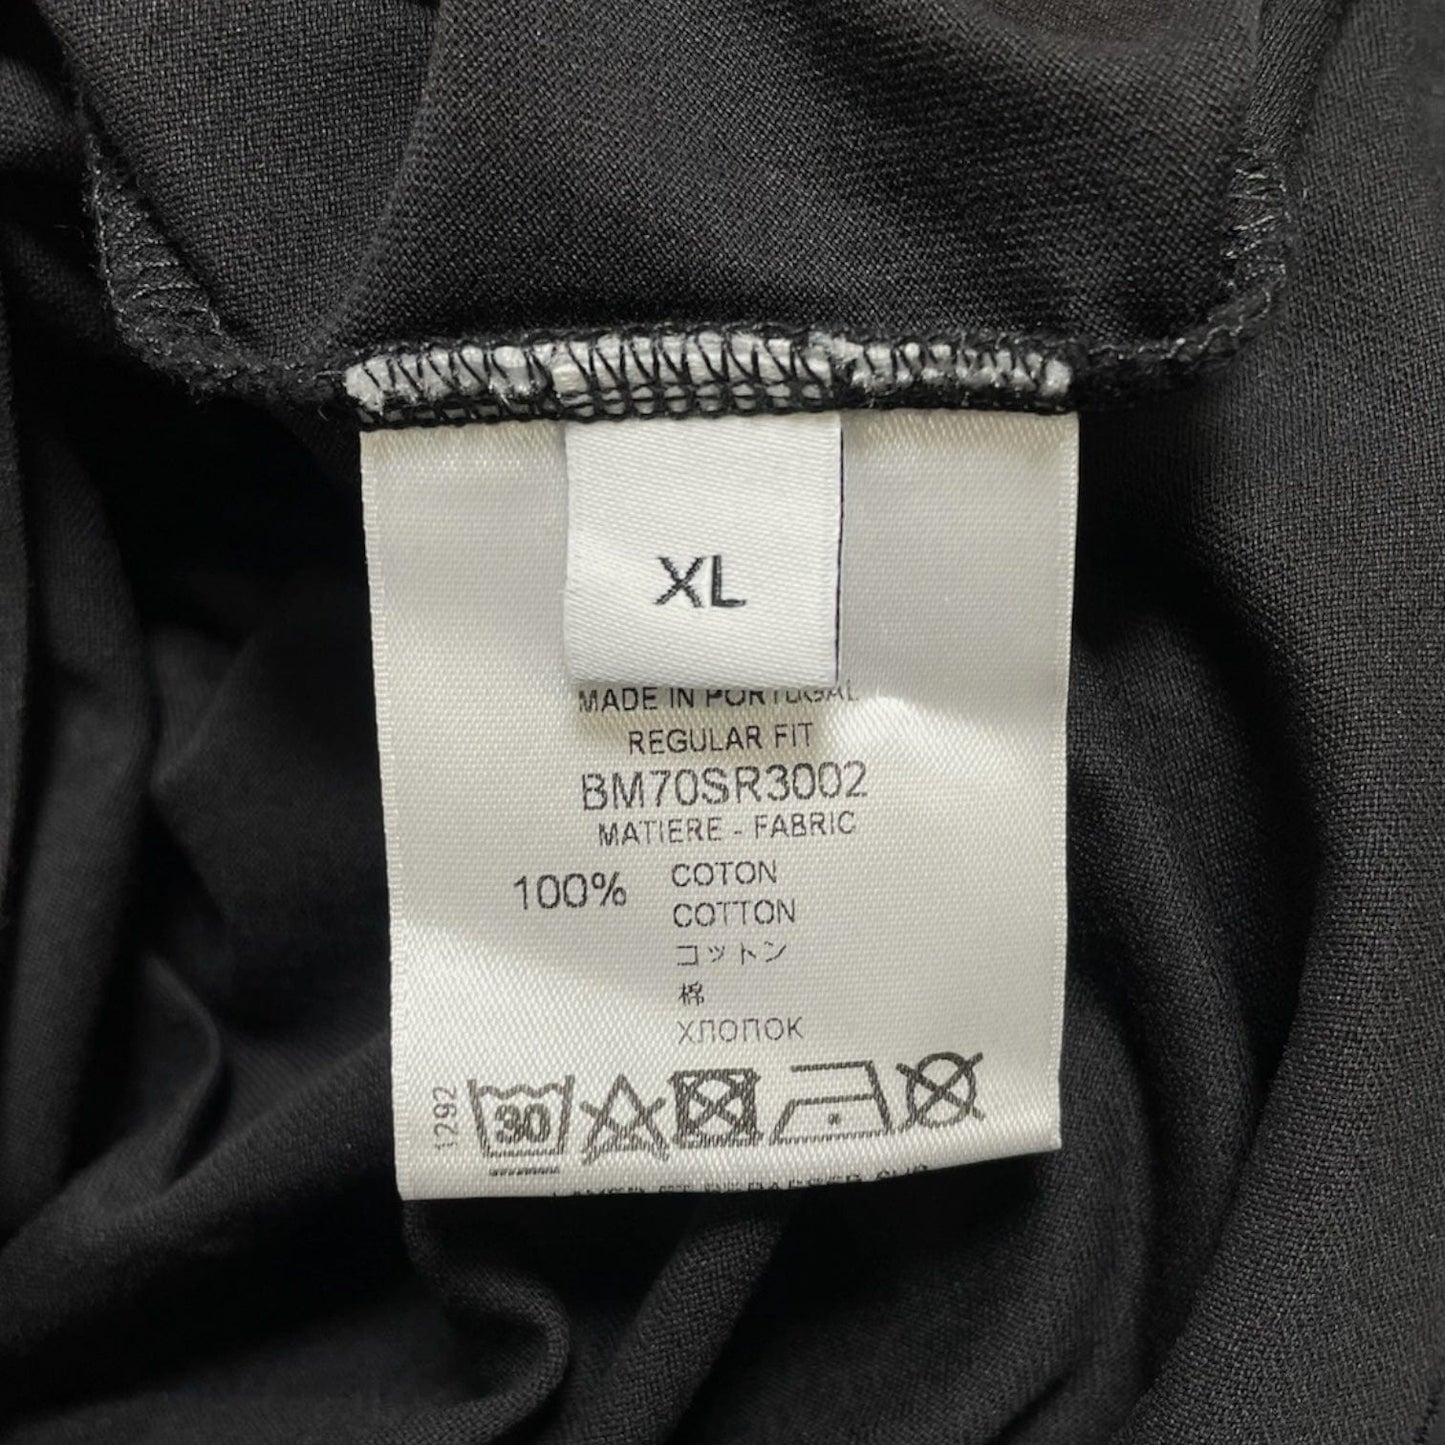 XL
MADE IN PORTUGAL
REGULAR FIT
BM70SR3002
MATIERE - FABRIC
100% COTON
COTTON
コットン
棉
ХЛОПОК
1292
30